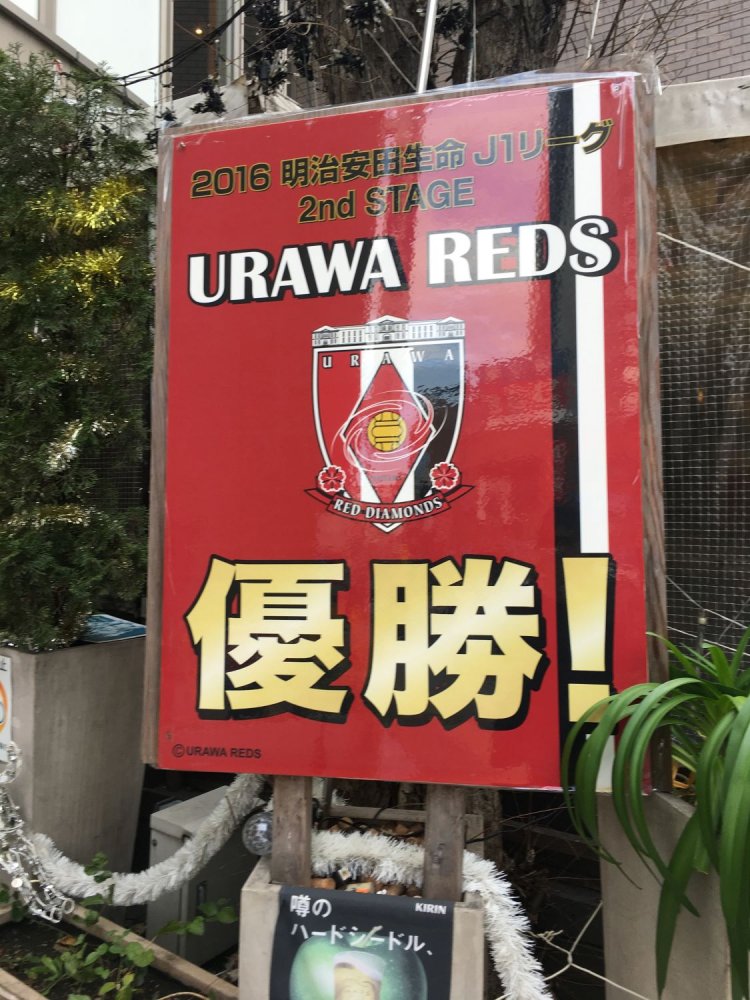 2016 明治安田生命 J1リーグ
2nd STAGE
URAWA REDS
URAWA
RED DIAMONDS
優勝!
©URAWA REDS
KIRIN
噂の
ハードシードル、